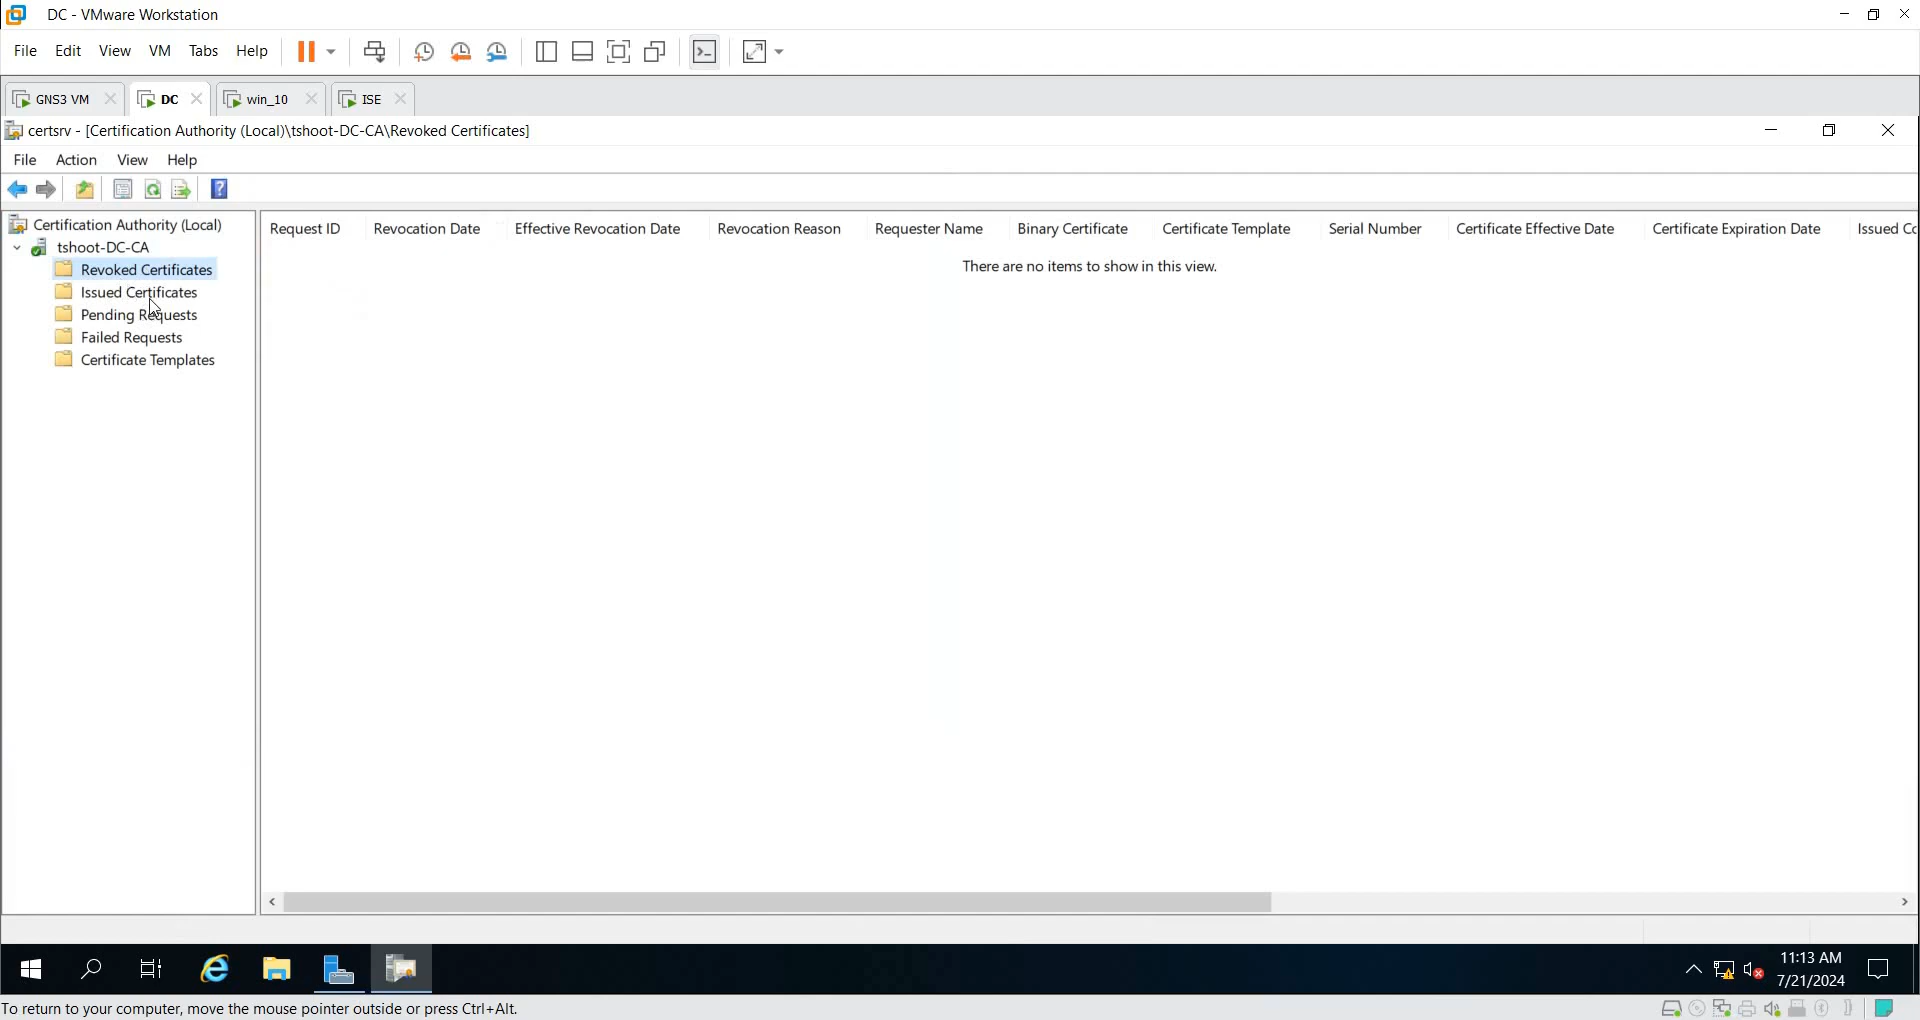 DC - VMware Workstation
File Edit View VM Tabs Help
GNS3 VM DC win_10 ISE
certsrv - [Certification Authority (Local)\tshoot-DC-CA\Revoked Certificates]
File Action View Help
Certification Authority (Local)
tshoot-DC-CA
Revoked Certificates
Issued Certificates
Pending Requests
Failed Requests
Certificate Templates
Request ID Revocation Date Effective Revocation Date Revocation Reason Requester Name Binary Certificate Certificate Template Serial Number Certificate Effective Date Certificate Expiration Date Issued Co
There are no items to show in this view.
11:13 AM
7/21/2024
To return to your computer, move the mouse pointer outside or press Ctrl+Alt.